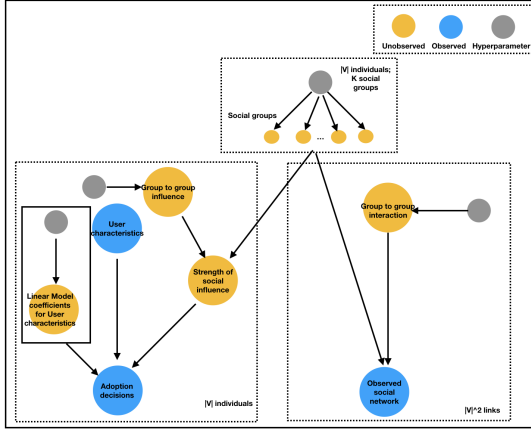 Unobserved Observed Hyperparameter
|V| individuals;
K social
groups
Social groups
...
Group to group
influence
User
characteristics
Group to group
interaction
Strength of
social
influence
Linear Model
coefficients
for User
characteristics
Adoption
decisions
Observed
social
network
|V| individuals
|V|^2 links